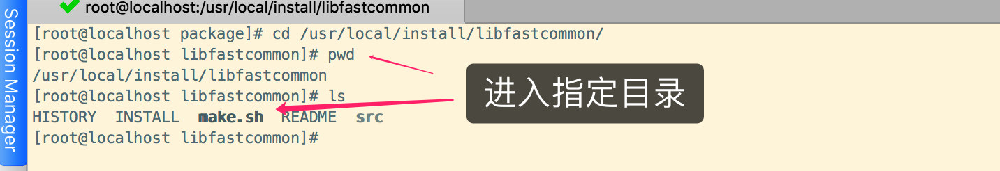 root@localhost:/usr/local/install/libfastcommon
Session Manager
[root@localhost package]# cd /usr/local/install/libfastcommon/
[root@localhost libfastcommon]# pwd
/usr/local/install/libfastcommon
[root@localhost libfastcommon]# ls
HISTORY INSTALL make.sh README src
[root@localhost libfastcommon]#
进入指定目录